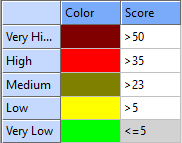 Color Score
Very Hi... >50
High >35
Medium >23
Low >5
Very Low <=5